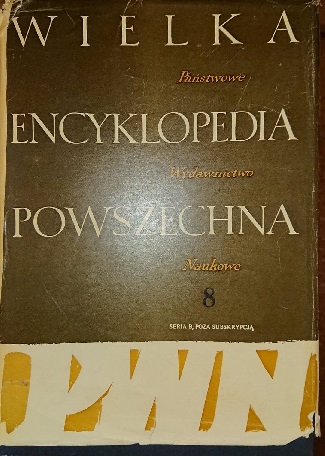 WIELKA
Państwowe
ENCYKLOPEDIA
Wydawnictwo
POWSZECHNA
Naukowe
8
SERIA B, POZA SUBSKRYPCJĄ
PWN